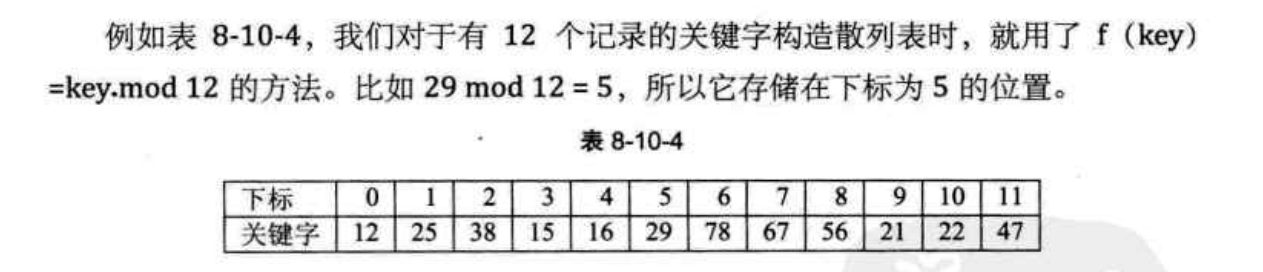 例如表 8-10-4，我们对于有 12 个记录的关键字构造散列表时，就用了 f（key）
=key.mod 12 的方法。比如 29 mod 12 = 5，所以它存储在下标为 5 的位置。
表 8-10-4
下标 0 1 2 3 4 5 6 7 8 9 10 11
关键字 12 25 38 15 16 29 78 67 56 21 22 47